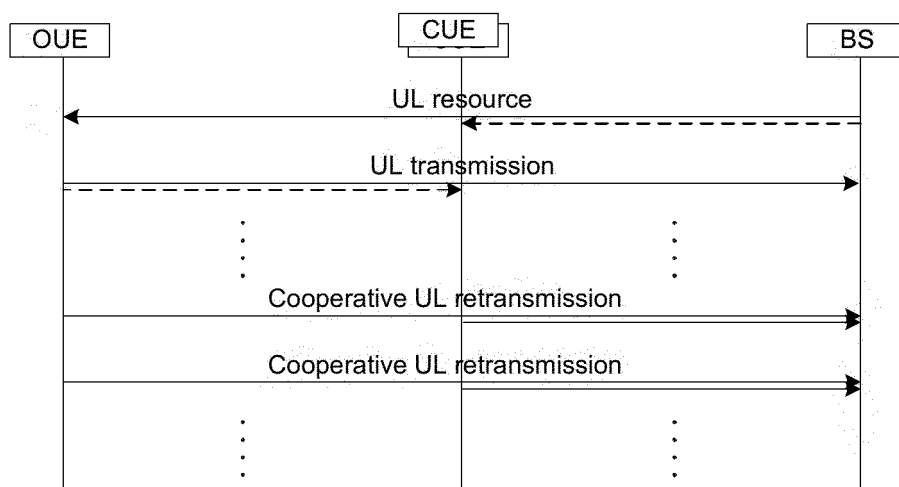 OUE
CUE
BS
UL resource
UL transmission
Cooperative UL retransmission
Cooperative UL retransmission